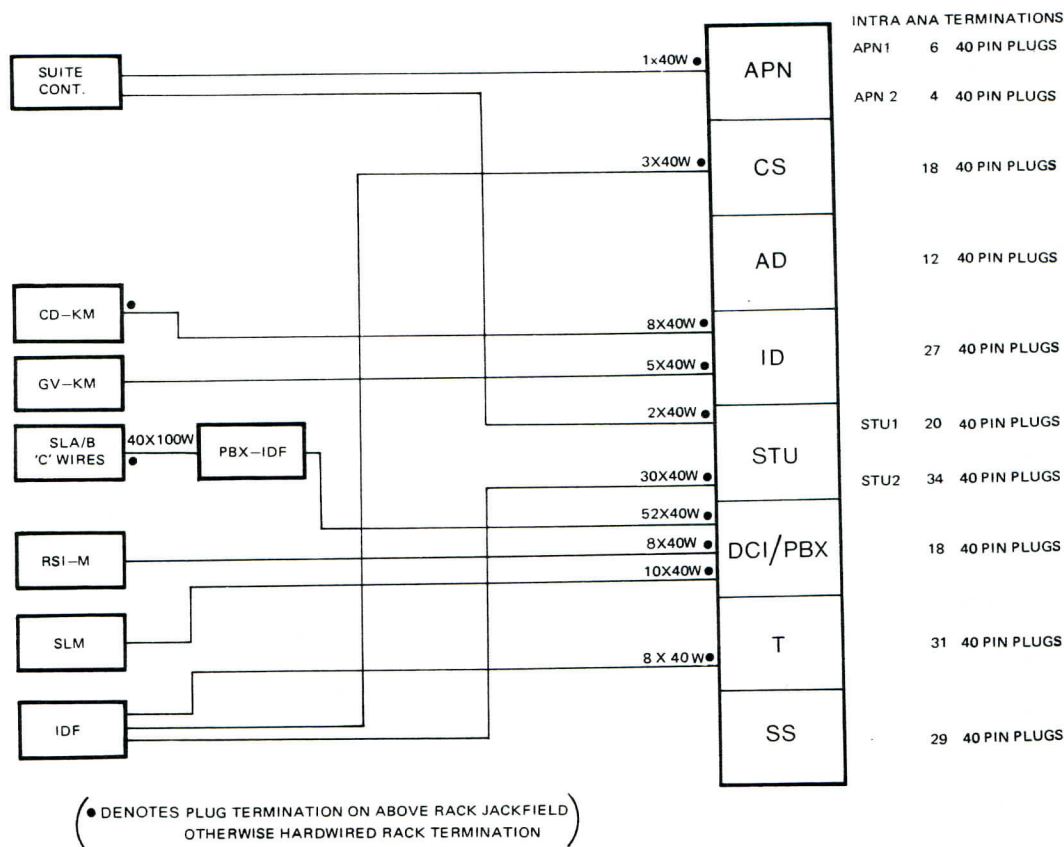 INTRA ANA TERMINATIONS
APN1 6 40 PIN PLUGS
1x40W ●
APN
SUITE
CONT.
APN 2 4 40 PIN PLUGS
3X40W ●
CS
18 40 PIN PLUGS
AD
12 40 PIN PLUGS
CD–KM ●
8X40W ●
ID
27 40 PIN PLUGS
GV–KM
5X40W ●
2X40W ●
STU1 20 40 PIN PLUGS
SLA/B
'C' WIRES
40X100W
●
PBX–IDF
STU
30X40W ●
STU2 34 40 PIN PLUGS
52X40W ●
RSI–M
8X40W ●
DCI/PBX
18 40 PIN PLUGS
10X40W ●
SLM
8 X 40 W●
T
31 40 PIN PLUGS
IDF
SS
29 40 PIN PLUGS
(● DENOTES PLUG TERMINATION ON ABOVE RACK JACKFIELD
OTHERWISE HARDWIRED RACK TERMINATION)